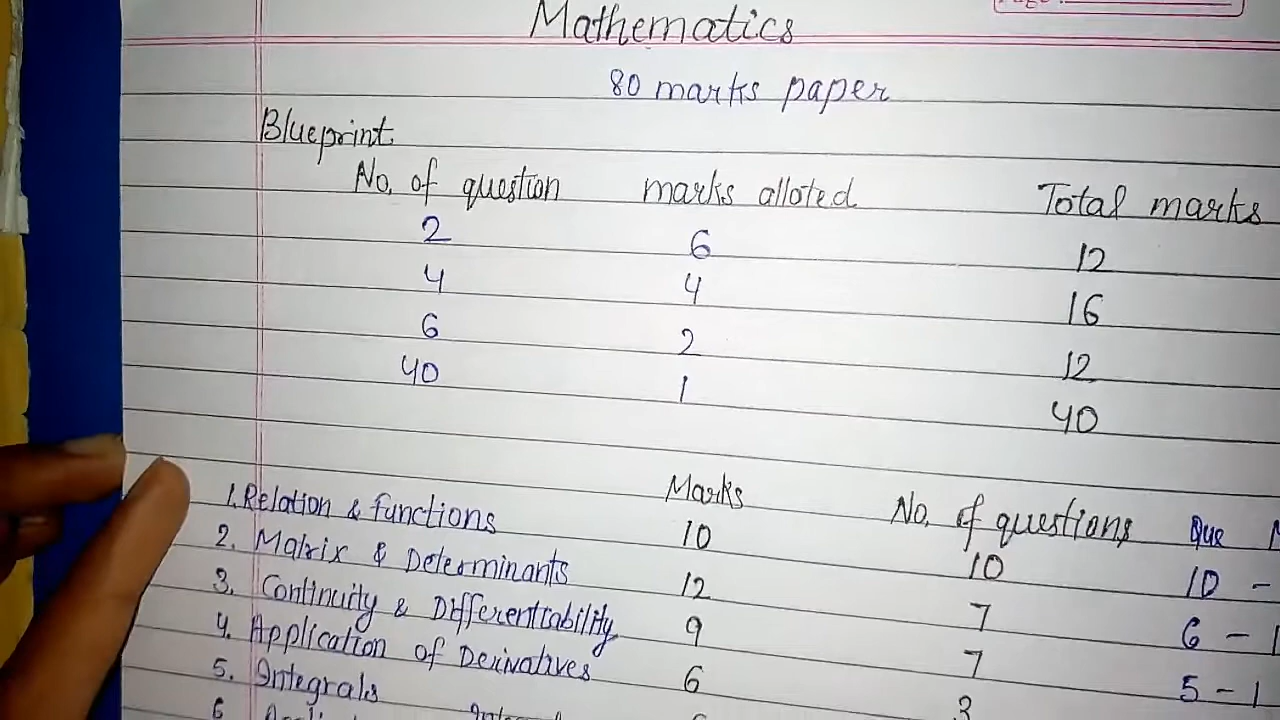 Mathematics
80 marks paper
Blueprint
No. of question marks alloted Total marks
2 6 12
4 4 16
6 2 12
40 1 40
Marks No. of questions Que
1. Relation & functions 10 10 10 -
2. Matrix & Determinants 12 7 6 -
3. Continuity & Differentiability 9 7 5 - 1
4. Application of Derivatives 6 3
5. Integrals
6